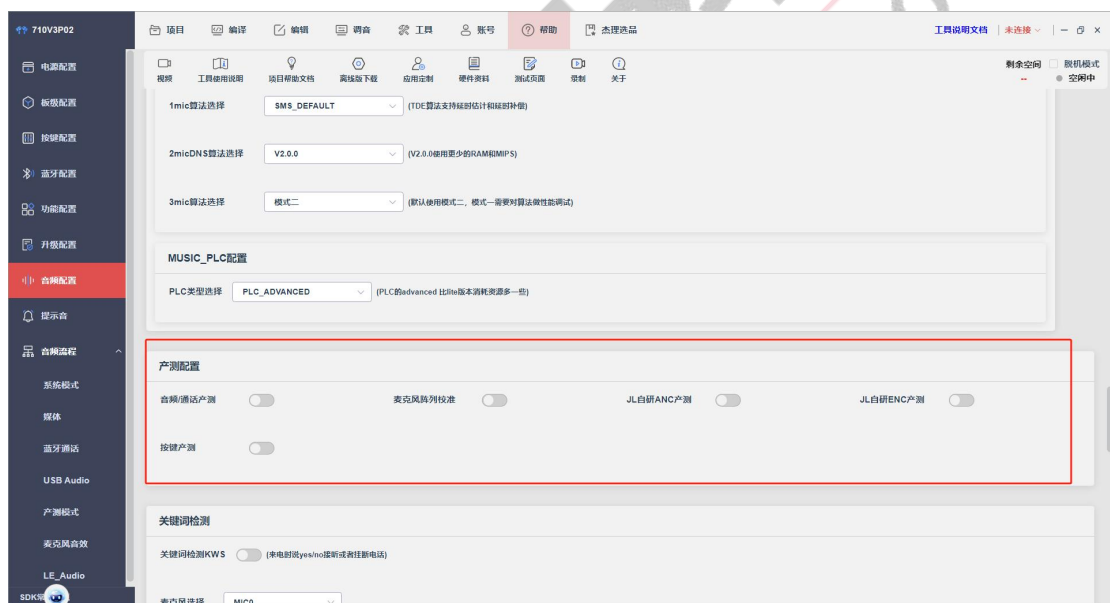 710V3P02
项目 编译 编辑 调音 工具 账号 帮助 杰理选品 工具说明文档 未连接
视频 工具使用说明 项目帮助文档 离线版下载 应用定制 硬件资料 测试页面 录制 关于
剩余空间 脱机模式
-- 空闲中
电源配置
板级配置
按键配置
蓝牙配置
功能配置
升级配置
音频配置
提示音
音频流程
系统模式
媒体
蓝牙通话
USB Audio
产测模式
麦克风音效
LE_Audio
1mic算法选择 SMS_DEFAULT (TDE算法支持延时估计和延时补偿)
2micDNS算法选择 V2.0.0 (V2.0.0使用更少的RAM和MIPS)
3mic算法选择 模式二 (默认使用模式二，模式一需要对算法做性能调试)
MUSIC_PLC配置
PLC类型选择 PLC_ADVANCED (PLC的advanced 比lite版本消耗资源多一些)
产测配置
音频/通话产测 麦克风阵列校准 JL自研ANC产测 JL自研ENC产测
按键产测
关键词检测
关键词检测KWS (来电时说yes/no接听或者挂断电话)
麦克风选择 MIC0